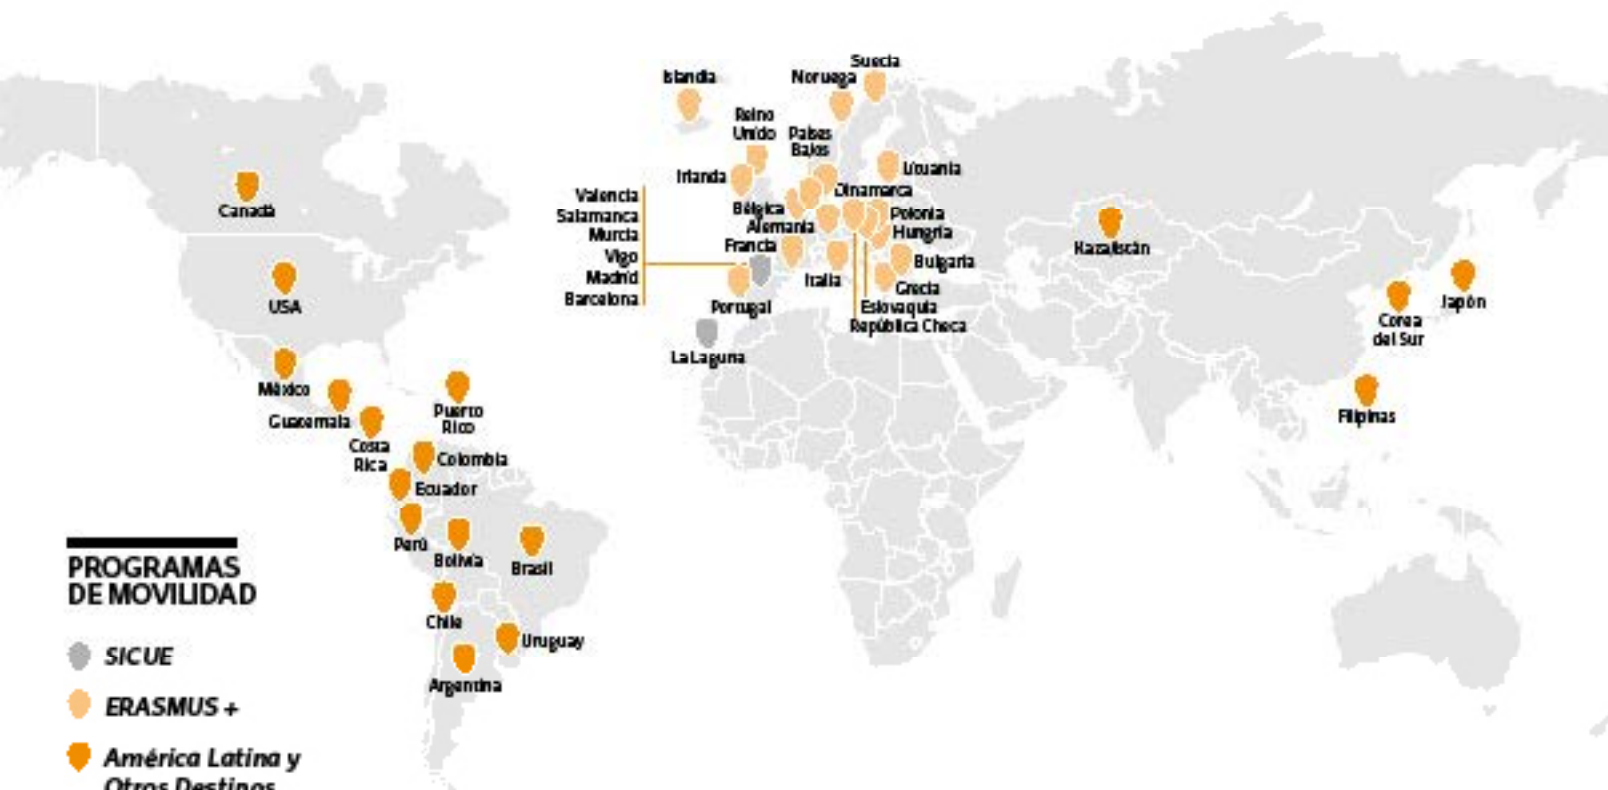 Suecia
Islandia
Noruega
Reino
Unido
Países
Bajos
Irlanda
Lituania
Dinamarca
Valencia
Salamanca
Murcia
Vigo
Madrid
Barcelona
Bélgica
Alemania
Francia
Polonia
Hungría
Bulgaria
Italia
Grecia
Portugal
Eslovaquia
República Checa
La Laguna
Canadá
USA
México
Guatemala
Costa
Rica
Puerto
Rico
Colombia
Ecuador
Perú
Bolivia
Brasil
Chile
Uruguay
Argentina
Kazajistán
Japón
Corea
del Sur
Filipinas
PROGRAMAS
DE MOVILIDAD
SICUE
ERASMUS +
América Latina y
Otros Destinos